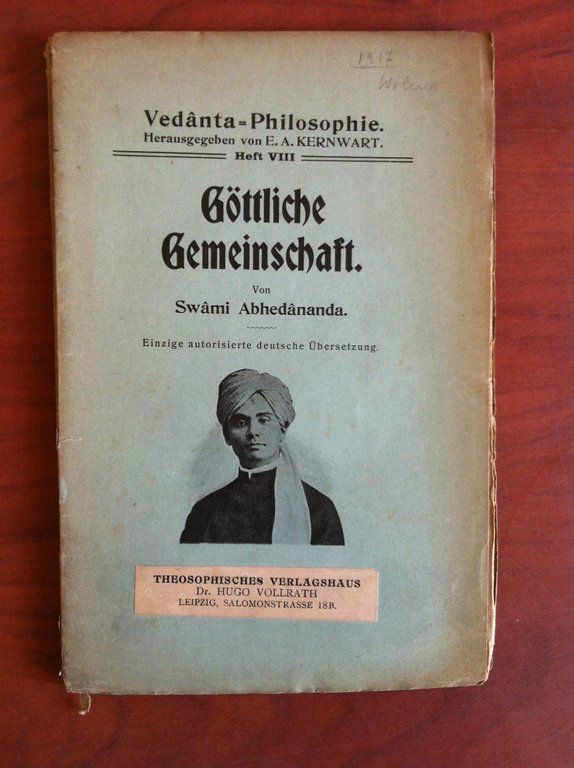 1917
Vedânta=Philosophie.
Herausgegeben von E. A. KERNWART.
Heft VIII
Göttliche
Gemeinschaft.
Von
Swâmi Abhedânanda.
Einzige autorisierte deutsche Übersetzung.
THEOSOPHISCHES VERLAGSHAUS
Dr. HUGO VOLLRATH
LEIPZIG, SALOMONSTRASSE 18B.